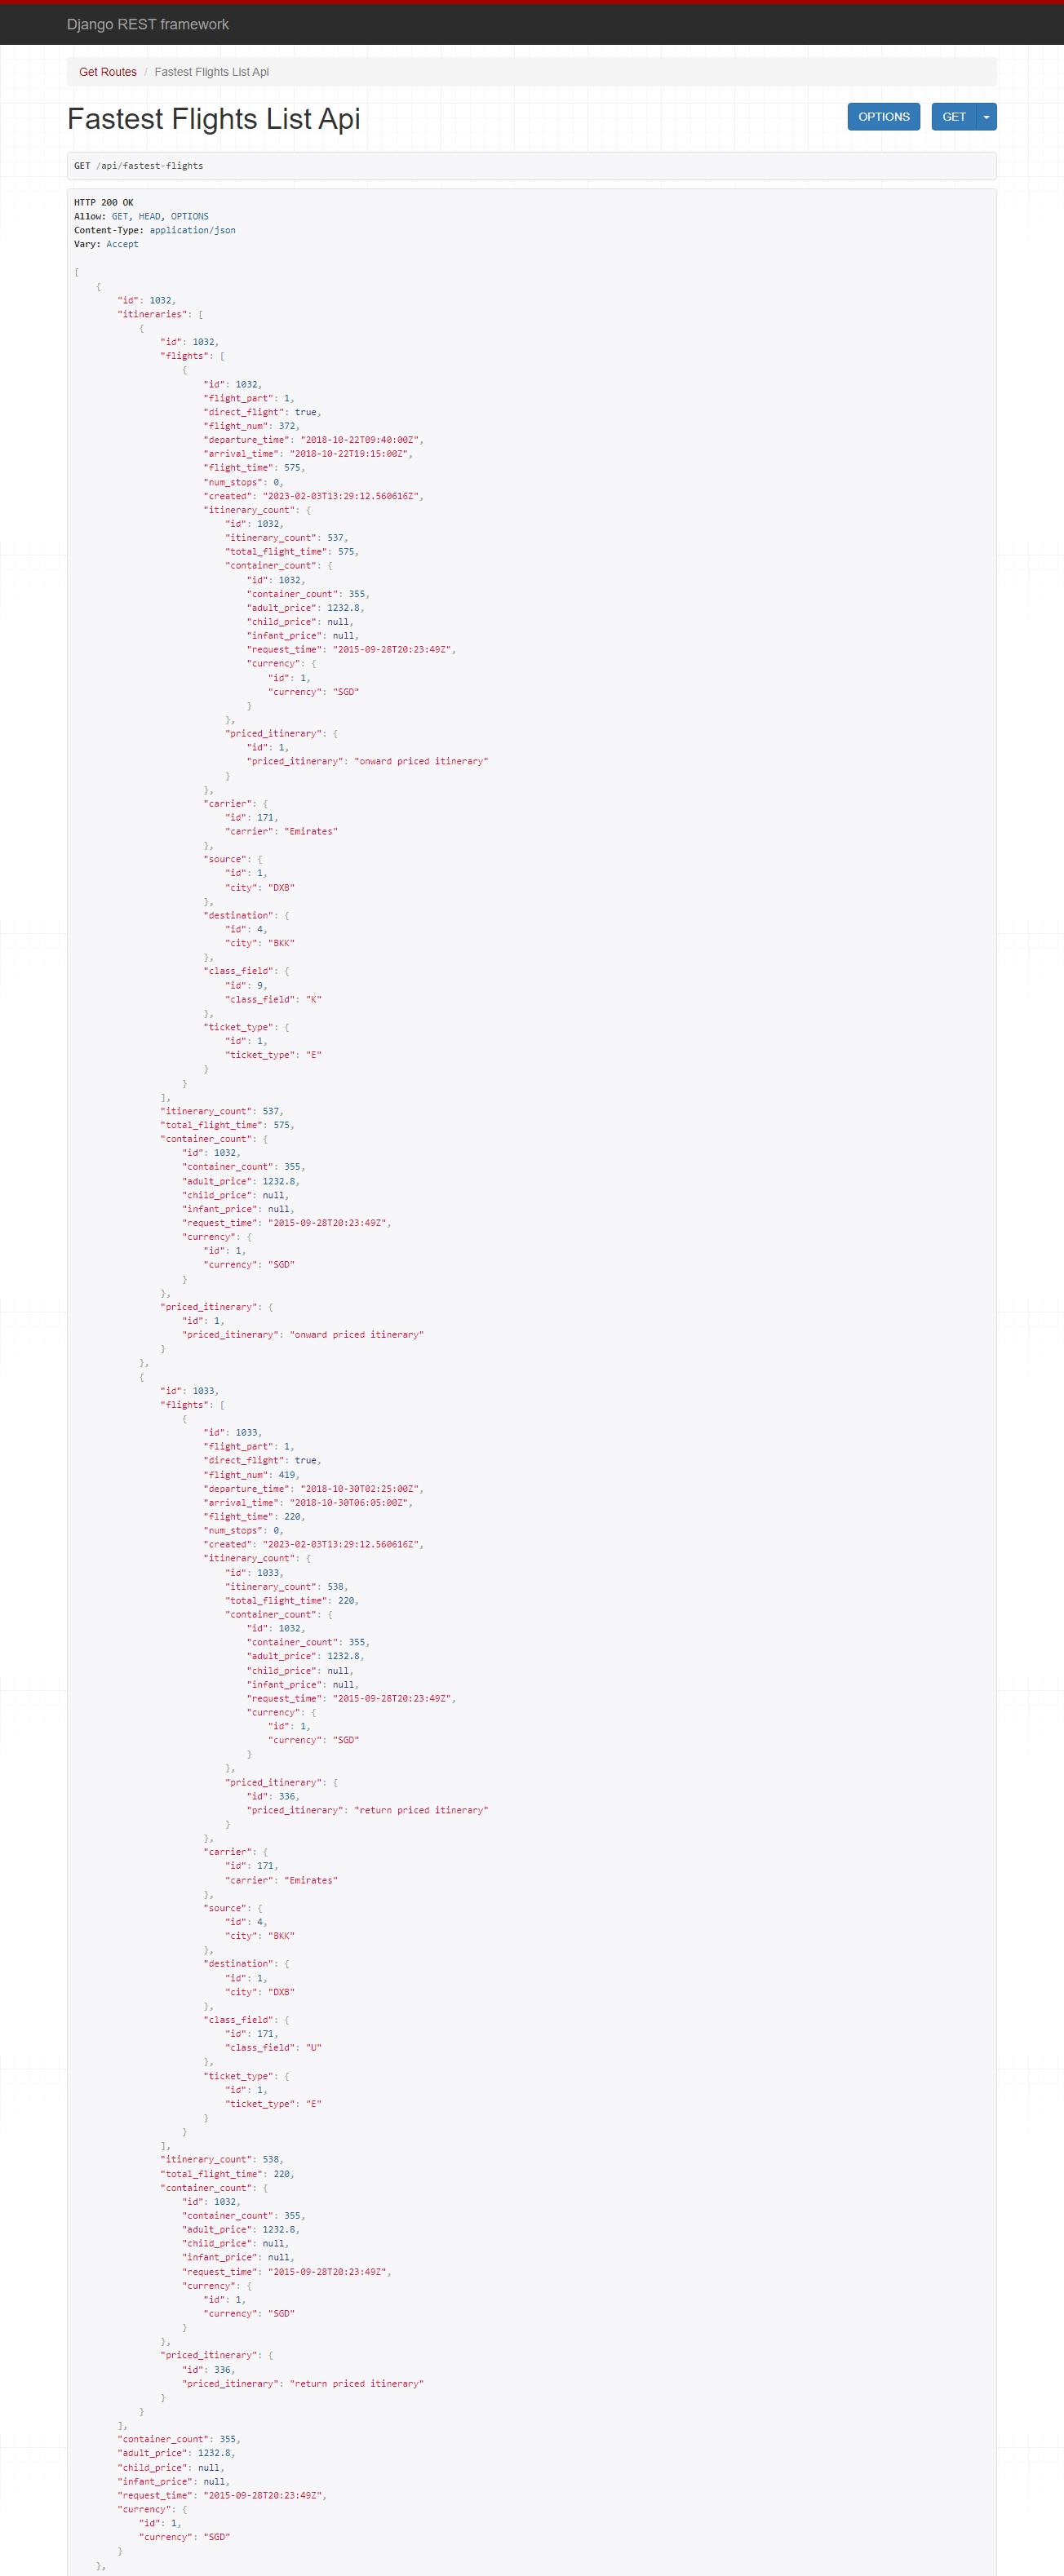 Django REST framework
Get Routes / Fastest Flights List Api
Fastest Flights List Api
OPTIONS GET
GET /api/fastest-flights
HTTP 200 OK
Allow: GET, HEAD, OPTIONS
Content-Type: application/json
Vary: Accept
[
    {
        "id": 1032,
        "itineraries": [
            {
                "id": 1032,
                "flights": [
                    {
                        "id": 1032,
                        "flight_part": 1,
                        "direct_flight": true,
                        "flight_num": 372,
                        "departure_time": "2018-10-22T09:40:00Z",
                        "arrival_time": "2018-10-22T19:15:00Z",
                        "flight_time": 575,
                        "num_stops": 0,
                        "created": "2023-02-03T13:29:12.560616Z",
                        "itinerary_count": {
                            "id": 1032,
                            "itinerary_count": 537,
                            "total_flight_time": 575,
                            "container_count": {
                                "id": 1032,
                                "container_count": 355,
                                "adult_price": 1232.8,
                                "child_price": null,
                                "infant_price": null,
                                "request_time": "2015-09-28T20:23:49Z",
                                "currency": {
                                    "id": 1,
                                    "currency": "SGD"
                                }
                            },
                            "priced_itinerary": {
                                "id": 1,
                                "priced_itinerary": "onward priced itinerary"
                            }
                        },
                        "carrier": {
                            "id": 171,
                            "carrier": "Emirates"
                        },
                        "source": {
                            "id": 1,
                            "city": "DXB"
                        },
                        "destination": {
                            "id": 4,
                            "city": "BKK"
                        },
                        "class_field": {
                            "id": 9,
                            "class_field": "K"
                        },
                        "ticket_type": {
                            "id": 1,
                            "ticket_type": "E"
                        }
                    }
                ],
                "itinerary_count": 537,
                "total_flight_time": 575,
                "container_count": {
                    "id": 1032,
                    "container_count": 355,
                    "adult_price": 1232.8,
                    "child_price": null,
                    "infant_price": null,
                    "request_time": "2015-09-28T20:23:49Z",
                    "currency": {
                        "id": 1,
                        "currency": "SGD"
                    }
                },
                "priced_itinerary": {
                    "id": 1,
                    "priced_itinerary": "onward priced itinerary"
                }
            },
            {
                "id": 1033,
                "flights": [
                    {
                        "id": 1033,
                        "flight_part": 1,
                        "direct_flight": true,
                        "flight_num": 419,
                        "departure_time": "2018-10-30T02:25:00Z",
                        "arrival_time": "2018-10-30T06:05:00Z",
                        "flight_time": 220,
                        "num_stops": 0,
                        "created": "2023-02-03T13:29:12.560616Z",
                        "itinerary_count": {
                            "id": 1033,
                            "itinerary_count": 538,
                            "total_flight_time": 220,
                            "container_count": {
                                "id": 1032,
                                "container_count": 355,
                                "adult_price": 1232.8,
                                "child_price": null,
                                "infant_price": null,
                                "request_time": "2015-09-28T20:23:49Z",
                                "currency": {
                                    "id": 1,
                                    "currency": "SGD"
                                }
                            },
                            "priced_itinerary": {
                                "id": 336,
                                "priced_itinerary": "return priced itinerary"
                            }
                        },
                        "carrier": {
                            "id": 171,
                            "carrier": "Emirates"
                        },
                        "source": {
                            "id": 4,
                            "city": "BKK"
                        },
                        "destination": {
                            "id": 1,
                            "city": "DXB"
                        },
                        "class_field": {
                            "id": 171,
                            "class_field": "U"
                        },
                        "ticket_type": {
                            "id": 1,
                            "ticket_type": "E"
                        }
                    }
                ],
                "itinerary_count": 538,
                "total_flight_time": 220,
                "container_count": {
                    "id": 1032,
                    "container_count": 355,
                    "adult_price": 1232.8,
                    "child_price": null,
                    "infant_price": null,
                    "request_time": "2015-09-28T20:23:49Z",
                    "currency": {
                        "id": 1,
                        "currency": "SGD"
                    }
                },
                "priced_itinerary": {
                    "id": 336,
                    "priced_itinerary": "return priced itinerary"
                }
            }
        ],
        "container_count": 355,
        "adult_price": 1232.8,
        "child_price": null,
        "infant_price": null,
        "request_time": "2015-09-28T20:23:49Z",
        "currency": {
            "id": 1,
            "currency": "SGD"
        }
    },